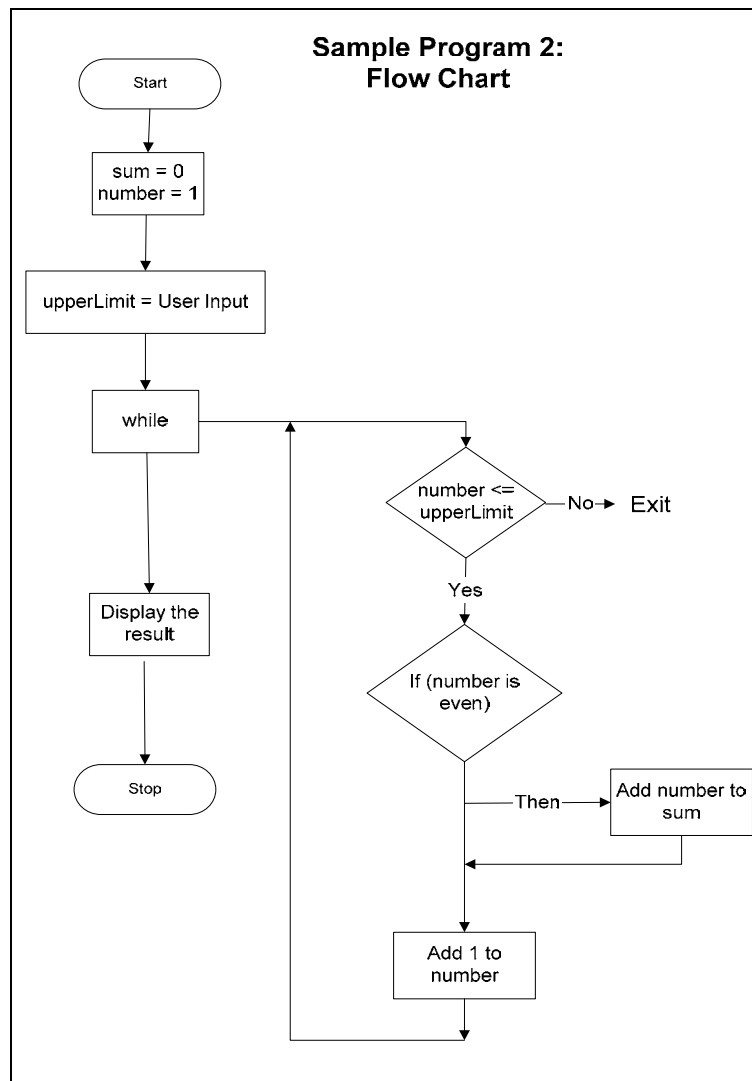 Sample Program 2:
Flow Chart
Start
sum = 0
number = 1
upperLimit = User Input
while
number <=
upperLimit
No
Exit
Yes
Display the
result
If (number is
even)
Stop
Then
Add number to
sum
Add 1 to
number